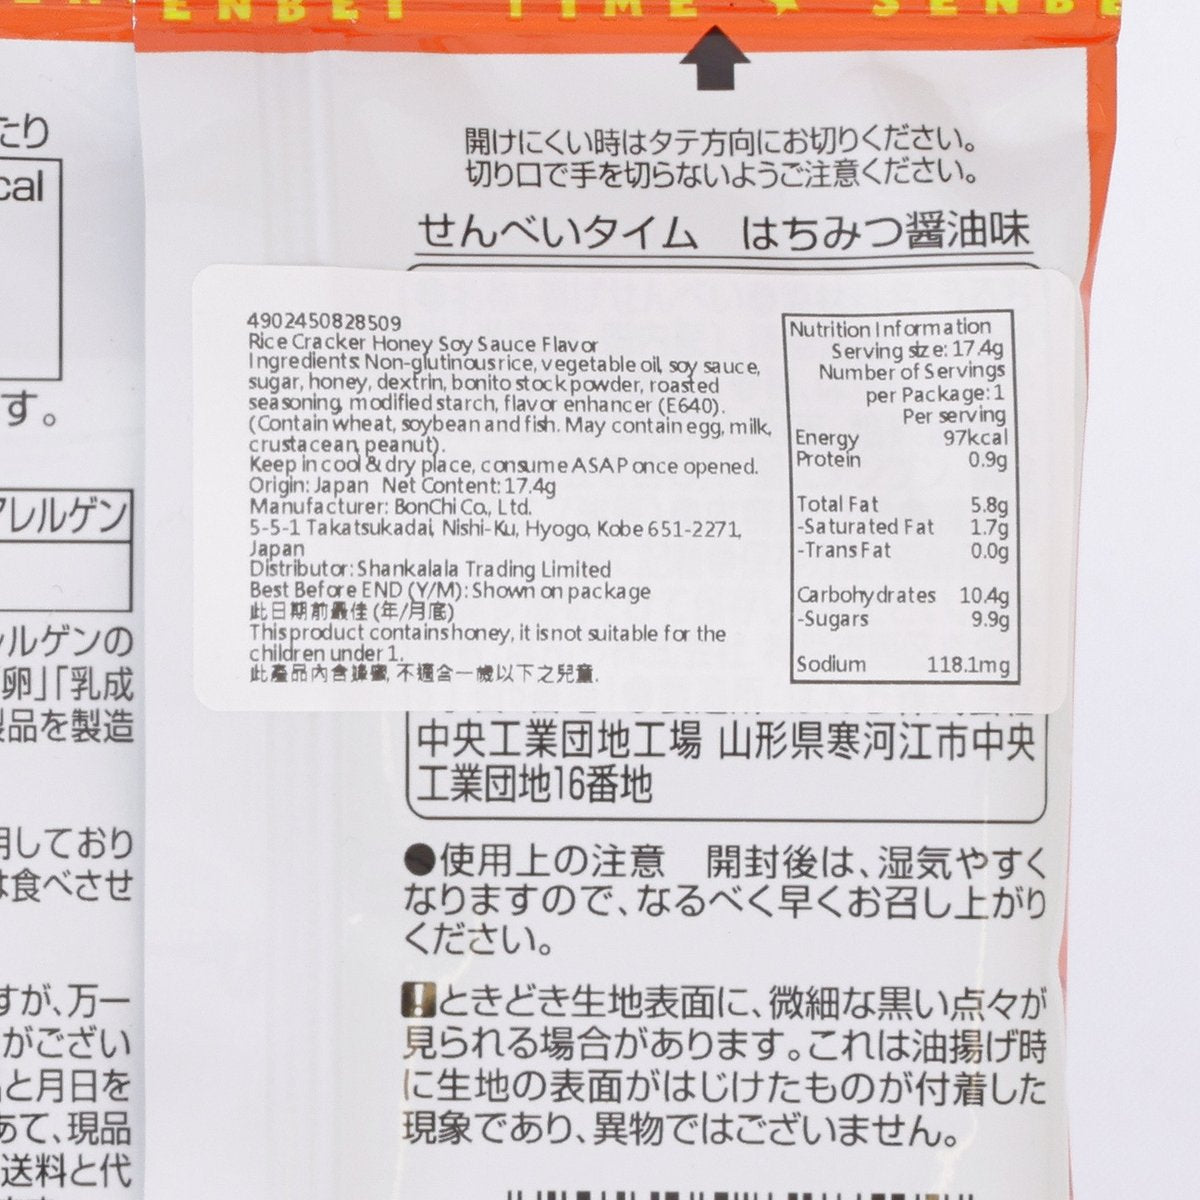 ENBEI TIME ★ SENBE
たり
cal
す。
アレルゲン
レルゲンの
卵」「乳成
製品を製造
用しており
は食べさせ
すが、万一
がござい
と月日を
あて、現品
送料と代
開けにくい時はタテ方向にお切りください。
切り口で手を切らないようご注意ください。
せんべいタイム はちみつ醤油味
4902450828509
Rice Cracker Honey Soy Sauce Flavor
Ingredients: Non-glutinous rice, vegetable oil, soy sauce,
sugar, honey, dextrin, bonito stock powder, roasted
seasoning, modified starch, flavor enhancer (E640).
(Contain wheat, soybean and fish. May contain egg, milk,
crustacean, peanut).
Keep in cool & dry place, consume ASAP once opened.
Origin: Japan Net Content: 17.4g
Manufacturer: BonChi Co., Ltd.
5-5-1 Takatsukadai, Nishi-Ku, Hyogo, Kobe 651-2271,
Japan
Distributor: Shankalala Trading Limited
Best Before END (Y/M): Shown on package
此日期前最佳 (年/月底)
This product contains honey, it is not suitable for the
children under 1.
此產品內含蜂蜜, 不適合一歲以下之兒童.
Nutrition Information
Serving size: 17.4g
Number of Servings
per Package: 1
Per serving
Energy 97kcal
Protein 0.9g
Total Fat 5.8g
-Saturated Fat 1.7g
-Trans Fat 0.0g
Carbohydrates 10.4g
-Sugars 9.9g
Sodium 118.1mg
中央工業団地工場 山形県寒河江市中央
工業団地16番地
●使用上の注意 開封後は、湿気やすく
なりますので、なるべく早くお召し上がり
ください。
!ときどき生地表面に、微細な黒い点々が
見られる場合があります。これは油揚げ時
に生地の表面がはじけたものが付着した
現象であり、異物ではございません。